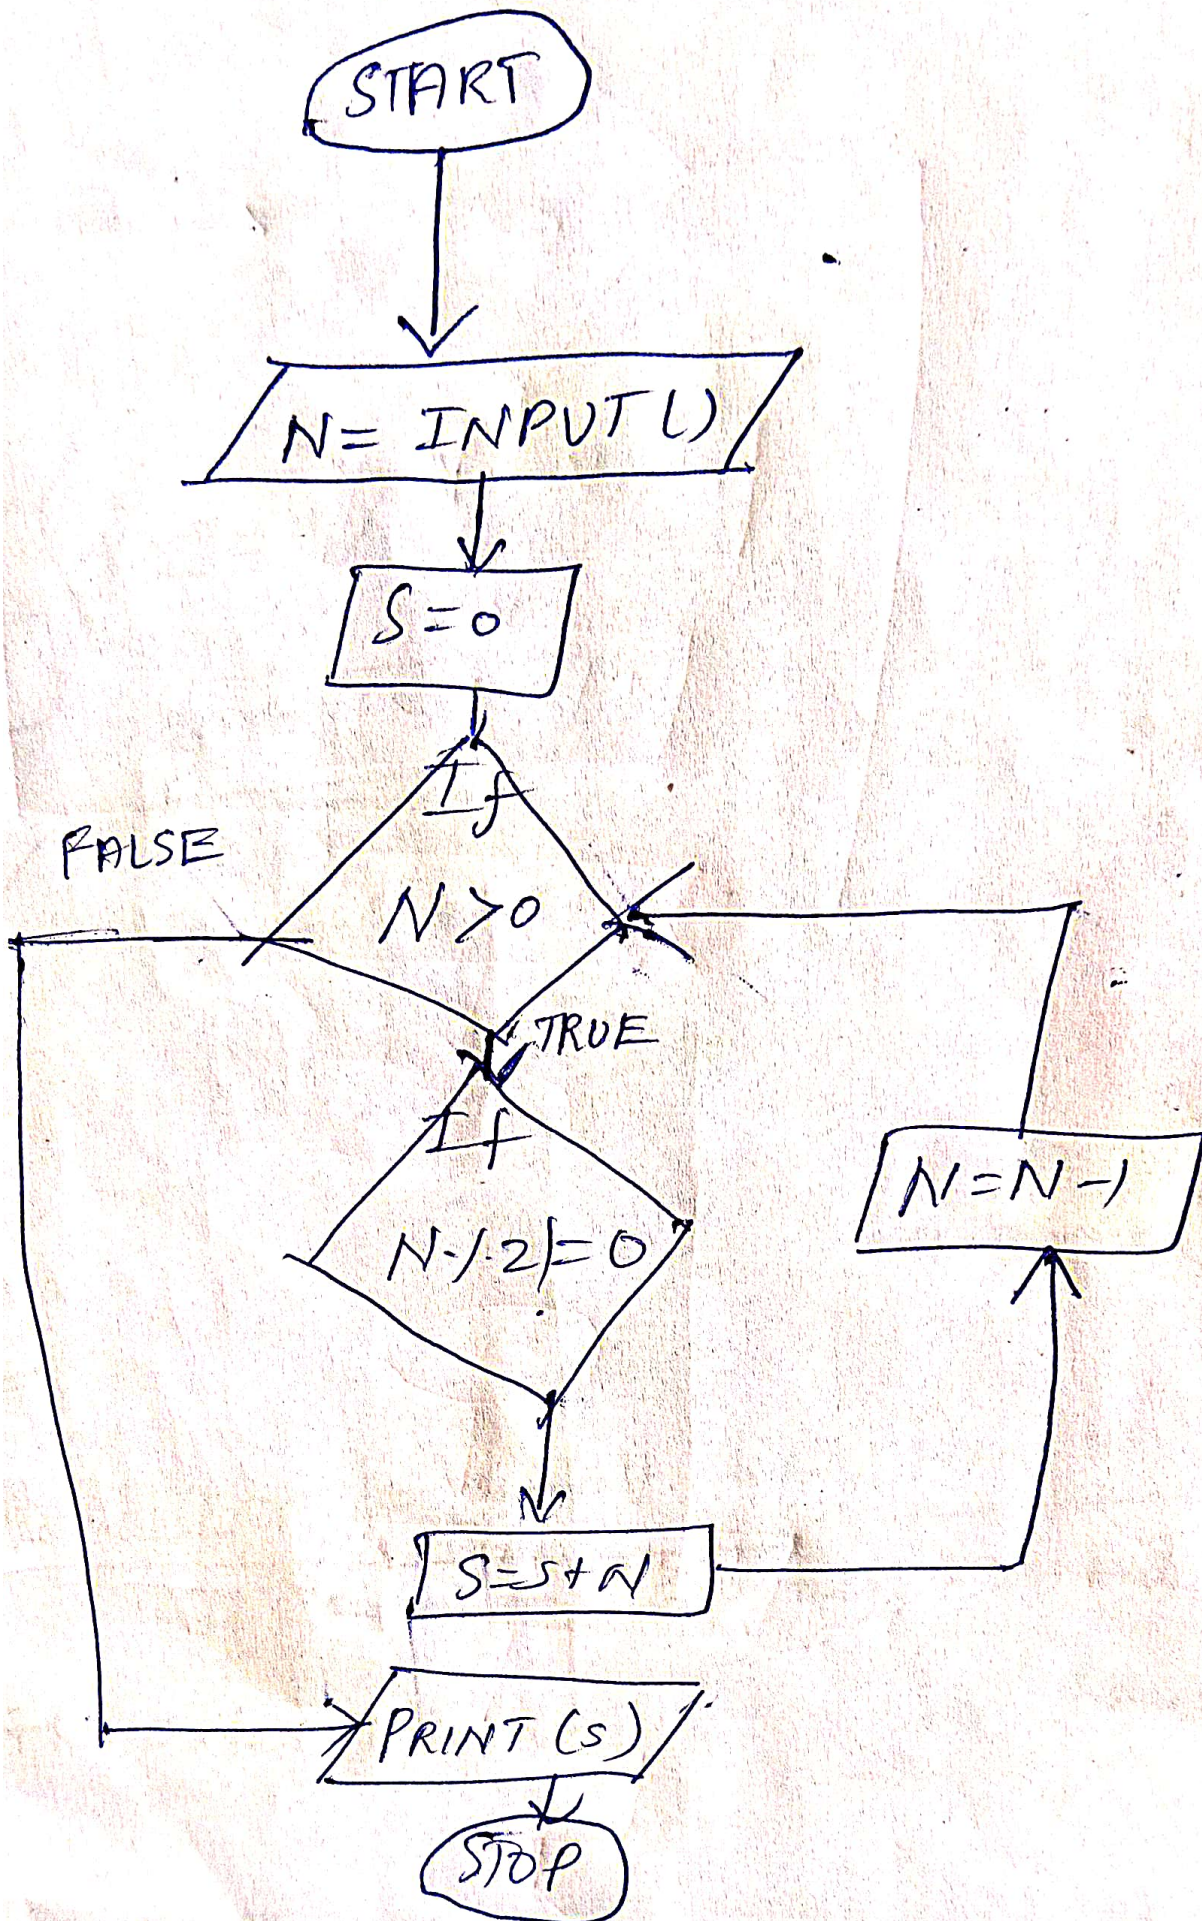 START
N= INPUT()
S=0
If
N>0
FALSE
TRUE
If
N%2!=0
N=N-1
S=S+N
PRINT (S)
STOP